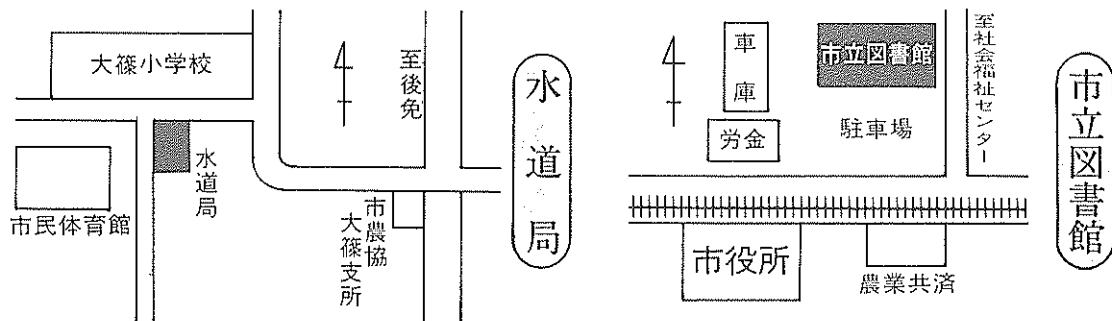 市立図書館
至社会福祉センター
市立図書館
駐車場
車庫
労金
市役所
農業共済
水道局
至後免
大篠小学校
水道局
市民体育館
市農協
大篠支所